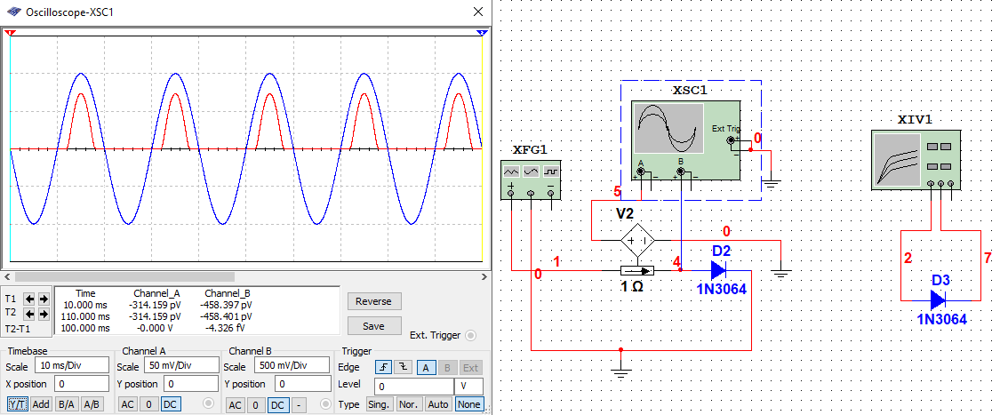 Oscilloscope-XSC1
1
2
T1
T2
T2-T1
Time Channel_A Channel_B
10.000 ms -314.159 pV -458.397 pV
110.000 ms -314.159 pV -458.401 pV
100.000 ms -0.000 V -4.326 fV
Reverse
Save
Ext. Trigger
Timebase
Scale 10 ms/Div
X position 0
Y/T Add B/A A/B
Channel A
Scale 50 mV/Div
Y position 0
AC 0 DC
Channel B
Scale 500 mV/Div
Y position 0
AC 0 DC -
Trigger
Edge A B Ext
Level 0 V
Type Sing. Nor. Auto None
XSC1
Ext Trig
+
-
0
A
B
+ - + -
XFG1
+ -
5
V2
+ -
0
1
0
4
D2
1N3064
1 Ω
XIV1
2
7
D3
1N3064